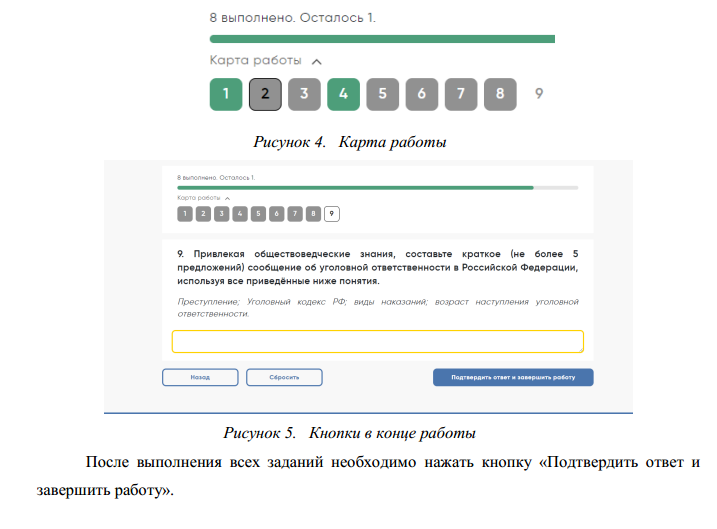 8 выполнено. Осталось 1.
Карта работы
1 2 3 4 5 6 7 8 9
Рисунок 4. Карта работы
8 выполнено. Осталось 1.
Карта работы
1 2 3 4 5 6 7 8 9
9. Привлекая обществоведческие знания, составьте краткое (не более 5
предложений) сообщение об уголовной ответственности в Российской Федерации,
используя все приведённые ниже понятия.
Преступление; Уголовный кодекс РФ; виды наказаний; возраст наступления уголовной
ответственности.
Назад Сбросить Подтвердить ответ и завершить работу
Рисунок 5. Кнопки в конце работы
После выполнения всех заданий необходимо нажать кнопку «Подтвердить ответ и
завершить работу».